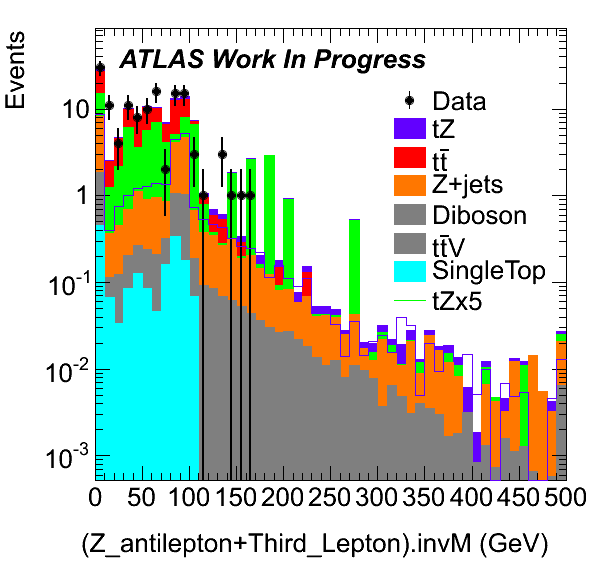 Events
ATLAS Work In Progress
Data
tZ
tt̄
Z+jets
Diboson
tt̄V
SingleTop
tZx5
10
1
10⁻¹
10⁻²
10⁻³
0 50 100 150 200 250 300 350 400 450 500
(Z_antilepton+Third_Lepton).invM (GeV)